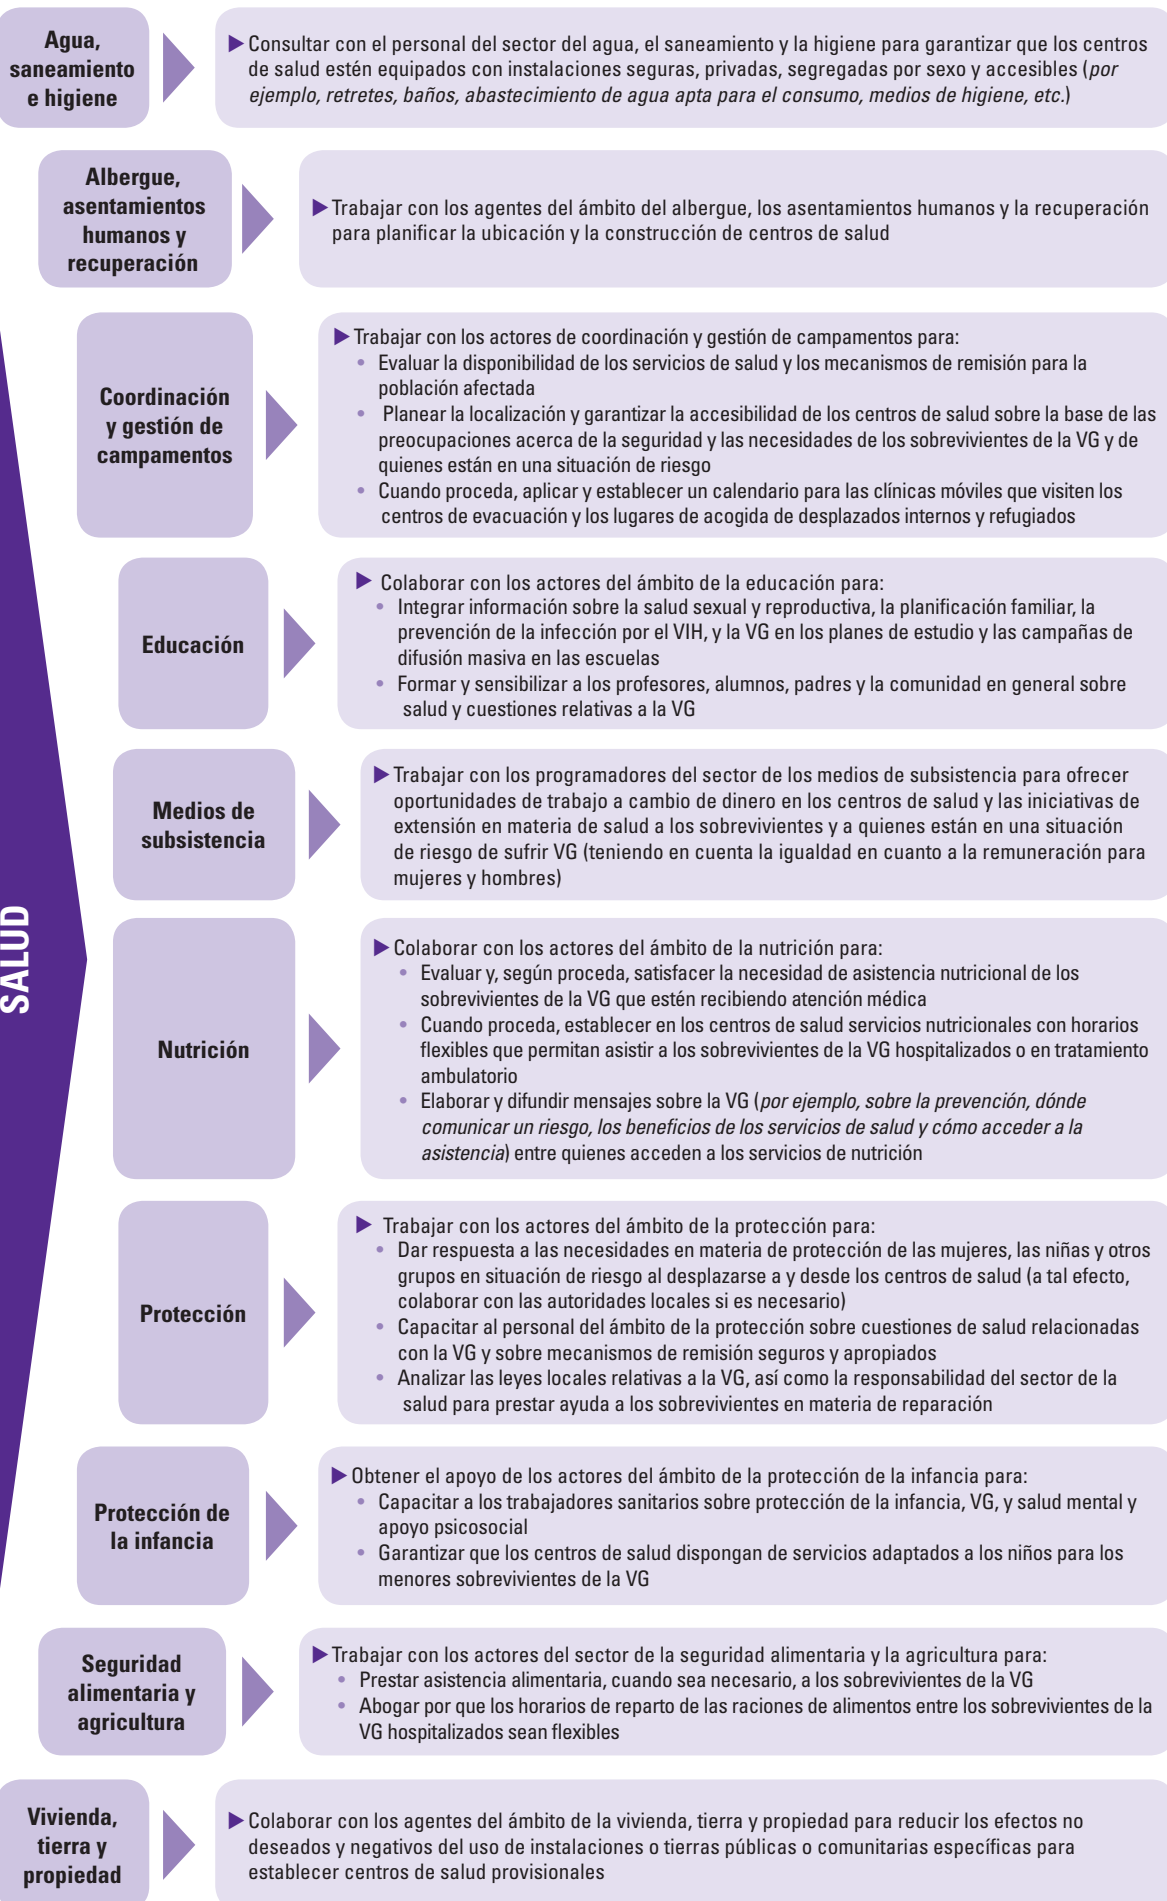 Agua,
saneamiento
e higiene
▶ Consultar con el personal del sector del agua, el saneamiento y la higiene para garantizar que los centros
de salud estén equipados con instalaciones seguras, privadas, segregadas por sexo y accesibles (por
ejemplo, retretes, baños, abastecimiento de agua apta para el consumo, medios de higiene, etc.)
Albergue,
asentamientos
humanos y
recuperación
▶ Trabajar con los agentes del ámbito del albergue, los asentamientos humanos y la recuperación
para planificar la ubicación y la construcción de centros de salud
SALUD
Coordinación
y gestión de
campamentos
▶ Trabajar con los actores de coordinación y gestión de campamentos para:
• Evaluar la disponibilidad de los servicios de salud y los mecanismos de remisión para la
población afectada
• Planear la localización y garantizar la accesibilidad de los centros de salud sobre la base de las
preocupaciones acerca de la seguridad y las necesidades de los sobrevivientes de la VG y de
quienes están en una situación de riesgo
• Cuando proceda, aplicar y establecer un calendario para las clínicas móviles que visiten los
centros de evacuación y los lugares de acogida de desplazados internos y refugiados
Educación
▶ Colaborar con los actores del ámbito de la educación para:
• Integrar información sobre la salud sexual y reproductiva, la planificación familiar, la
prevención de la infección por el VIH, y la VG en los planes de estudio y las campañas de
difusión masiva en las escuelas
• Formar y sensibilizar a los profesores, alumnos, padres y la comunidad en general sobre
salud y cuestiones relativas a la VG
Medios de
subsistencia
▶ Trabajar con los programadores del sector de los medios de subsistencia para ofrecer
oportunidades de trabajo a cambio de dinero en los centros de salud y las iniciativas de
extensión en materia de salud a los sobrevivientes y a quienes están en una situación
de riesgo de sufrir VG (teniendo en cuenta la igualdad en cuanto a la remuneración para
mujeres y hombres)
Nutrición
▶ Colaborar con los actores del ámbito de la nutrición para:
• Evaluar y, según proceda, satisfacer la necesidad de asistencia nutricional de los
sobrevivientes de la VG que estén recibiendo atención médica
• Cuando proceda, establecer en los centros de salud servicios nutricionales con horarios
flexibles que permitan asistir a los sobrevivientes de la VG hospitalizados o en tratamiento
ambulatorio
• Elaborar y difundir mensajes sobre la VG (por ejemplo, sobre la prevención, dónde
comunicar un riesgo, los beneficios de los servicios de salud y cómo acceder a la
asistencia) entre quienes acceden a los servicios de nutrición
Protección
▶ Trabajar con los actores del ámbito de la protección para:
• Dar respuesta a las necesidades en materia de protección de las mujeres, las niñas y otros
grupos en situación de riesgo al desplazarse a y desde los centros de salud (a tal efecto,
colaborar con las autoridades locales si es necesario)
• Capacitar al personal del ámbito de la protección sobre cuestiones de salud relacionadas
con la VG y sobre mecanismos de remisión seguros y apropiados
• Analizar las leyes locales relativas a la VG, así como la responsabilidad del sector de la
salud para prestar ayuda a los sobrevivientes en materia de reparación
Protección de
la infancia
▶ Obtener el apoyo de los actores del ámbito de la protección de la infancia para:
• Capacitar a los trabajadores sanitarios sobre protección de la infancia, VG, y salud mental y
apoyo psicosocial
• Garantizar que los centros de salud dispongan de servicios adaptados a los niños para los
menores sobrevivientes de la VG
Seguridad
alimentaria y
agricultura
▶ Trabajar con los actores del sector de la seguridad alimentaria y la agricultura para:
• Prestar asistencia alimentaria, cuando sea necesario, a los sobrevivientes de la VG
• Abogar por que los horarios de reparto de las raciones de alimentos entre los sobrevivientes de la
VG hospitalizados sean flexibles
Vivienda,
tierra y
propiedad
▶ Colaborar con los agentes del ámbito de la vivienda, tierra y propiedad para reducir los efectos no
deseados y negativos del uso de instalaciones o tierras públicas o comunitarias específicas para
establecer centros de salud provisionales